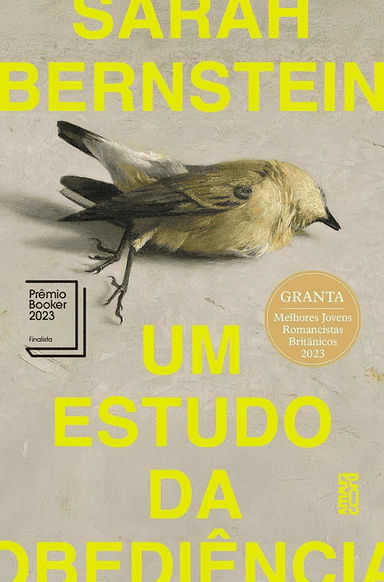 SARAH
BERNSTEIN
Prêmio
Booker
2023
Finalista
GRANTA
Melhores Jovens
Romancistas
Britânicos
2023
UM
ESTUDO
DA
OBEDIÊNCIA